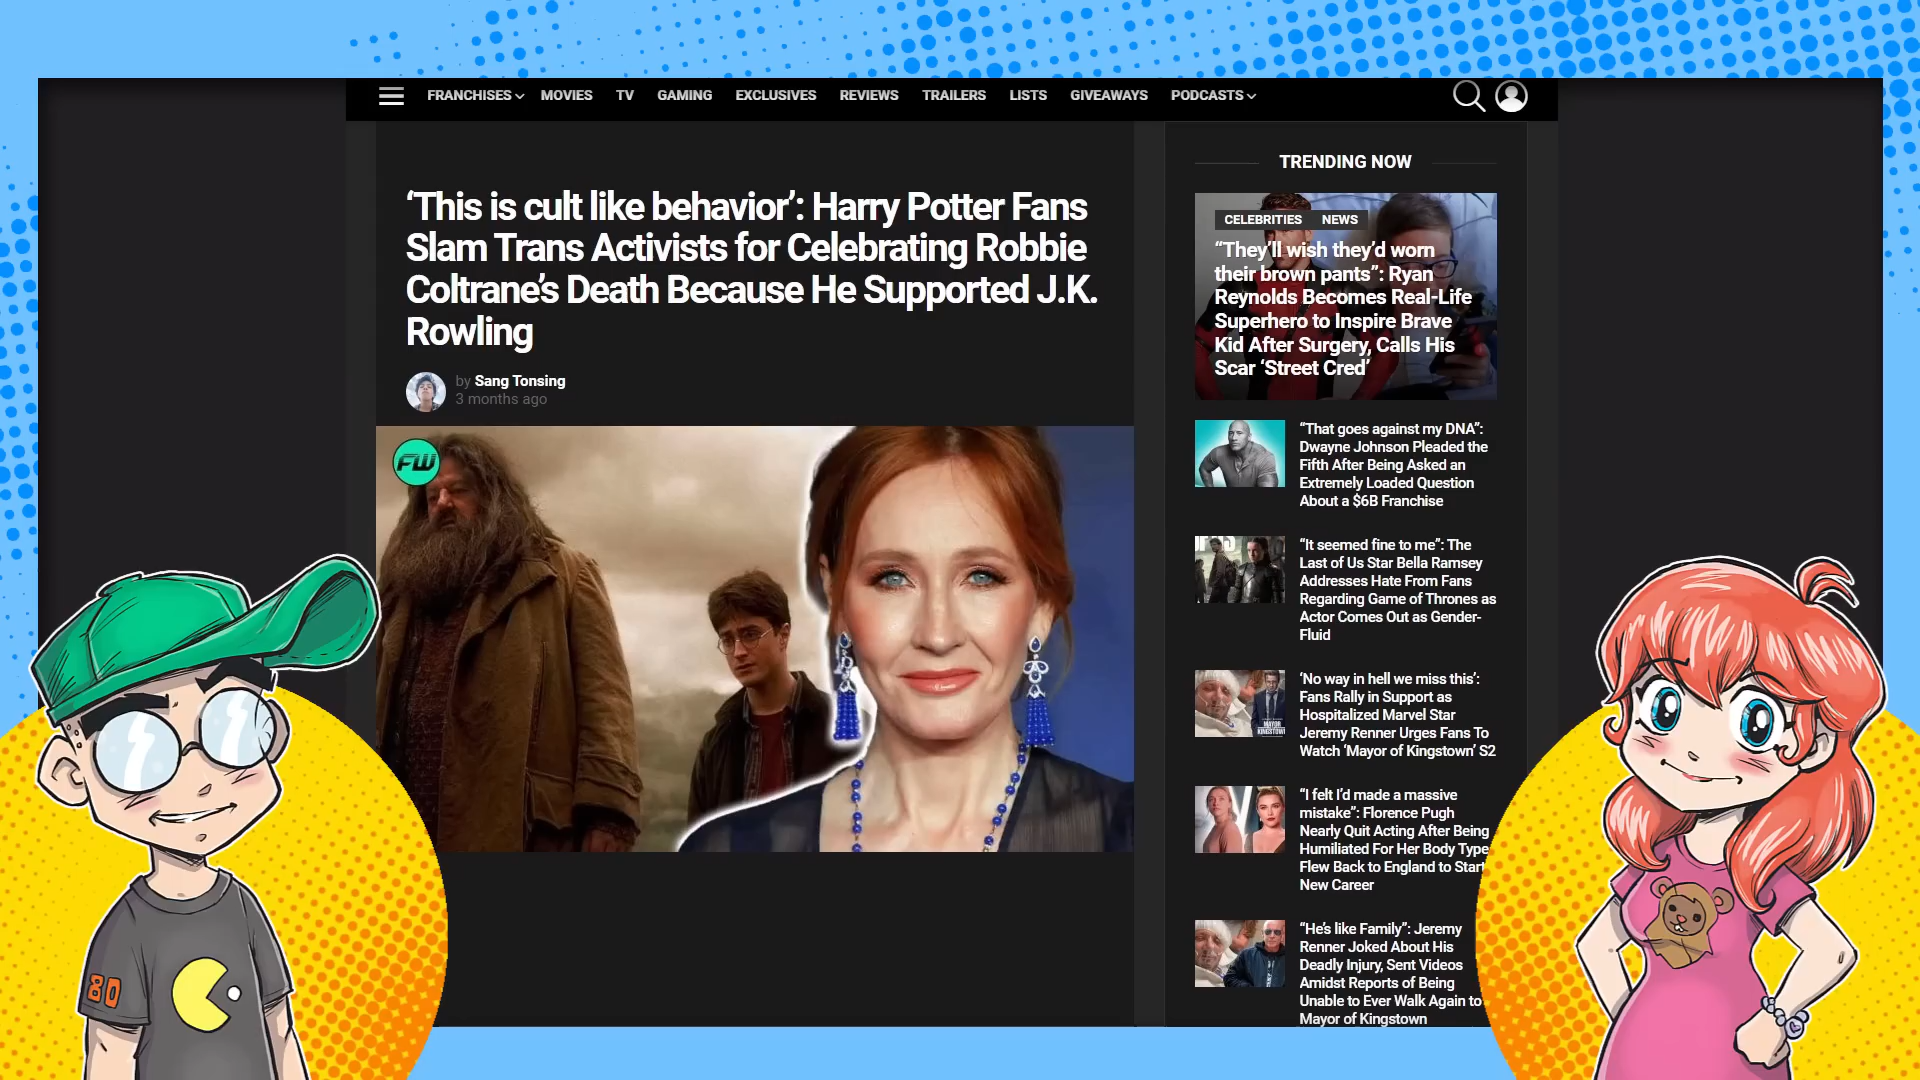 FRANCHISES MOVIES TV GAMING EXCLUSIVES REVIEWS TRAILERS LISTS GIVEAWAYS PODCASTS
‘This is cult like behavior’: Harry Potter Fans
Slam Trans Activists for Celebrating Robbie
Coltrane’s Death Because He Supported J.K.
Rowling
by Sang Tonsing
3 months ago
FW
80
TRENDING NOW
CELEBRITIES NEWS
“They’ll wish they’d worn
their brown pants”: Ryan
Reynolds Becomes Real-Life
Superhero to Inspire Brave
Kid After Surgery, Calls His
Scar ‘Street Cred’
“That goes against my DNA”:
Dwayne Johnson Pleaded the
Fifth After Being Asked an
Extremely Loaded Question
About a $6B Franchise
“It seemed fine to me”: The
Last of Us Star Bella Ramsey
Addresses Hate From Fans
Regarding Game of Thrones as
Actor Comes Out as Gender-
Fluid
‘No way in hell we miss this’:
Fans Rally in Support as
Hospitalized Marvel Star
Jeremy Renner Urges Fans To
Watch ‘Mayor of Kingstown’ S2
MAYOR
KINGSTOWN
“I felt I’d made a massive
mistake”: Florence Pugh
Nearly Quit Acting After Being
Humiliated For Her Body Type
Flew Back to England to Start
New Career
“He’s like Family”: Jeremy
Renner Joked About His
Deadly Injury, Sent Videos
Amidst Reports of Being
Unable to Ever Walk Again to
Mayor of Kingstown